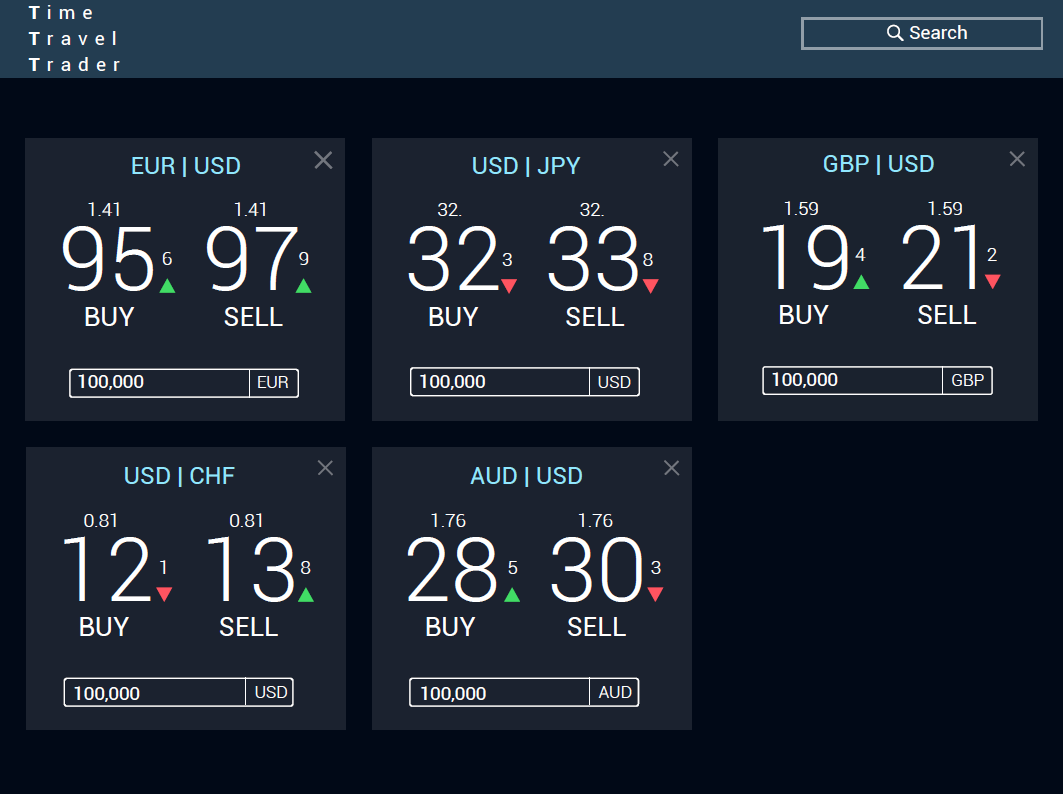 Time
Travel
Trader
Search
EUR | USD
1.41 1.41
95 6 97 9
BUY SELL
100,000 EUR
USD | JPY
32. 32.
32 3 33 8
BUY SELL
100,000 USD
GBP | USD
1.59 1.59
19 4 21 2
BUY SELL
100,000 GBP
USD | CHF
0.81 0.81
12 1 13 8
BUY SELL
100,000 USD
AUD | USD
1.76 1.76
28 5 30 3
BUY SELL
100,000 AUD